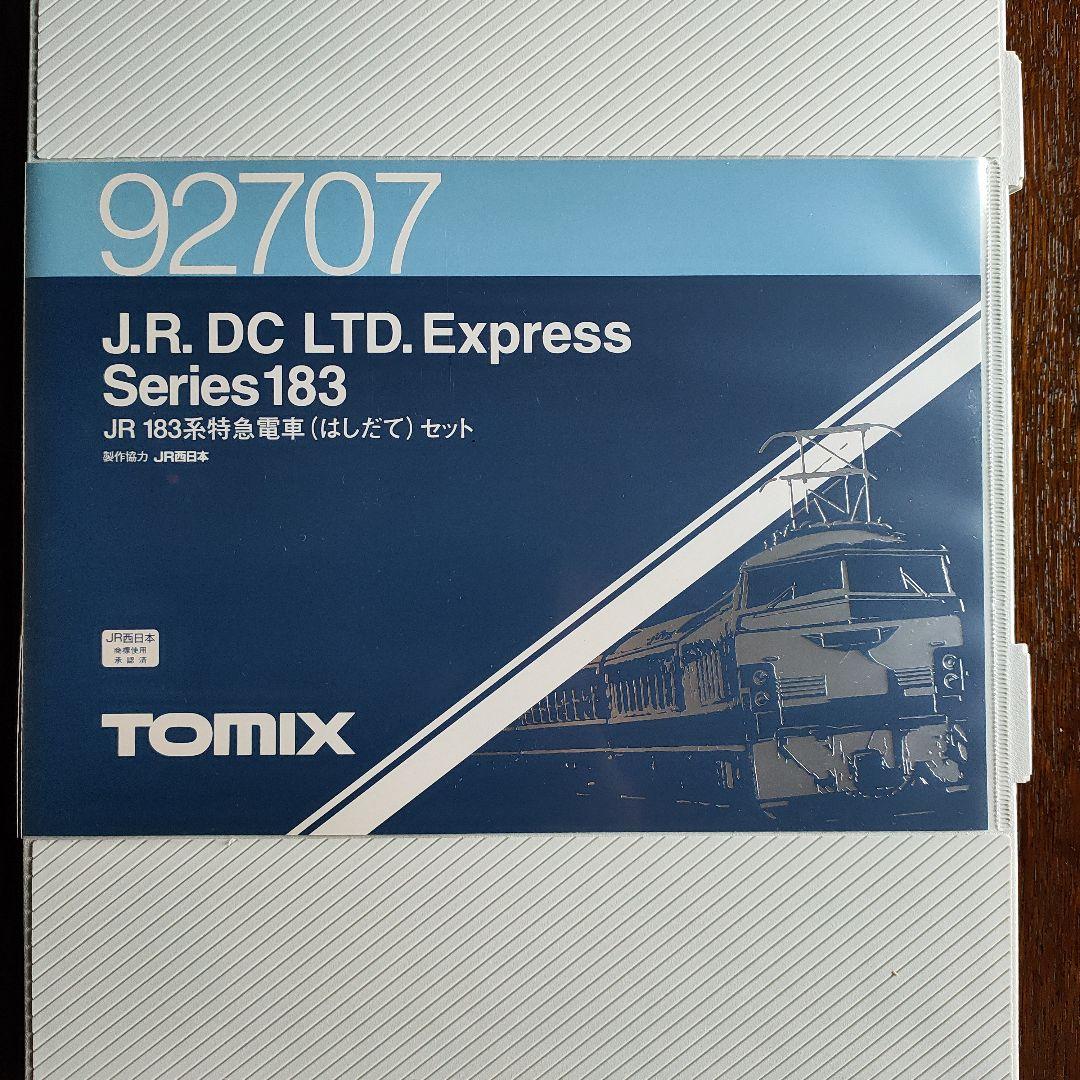 92707
J.R. DC LTD. Express
Series 183
JR 183系特急電車(はしだて)セット
製作協力 JR西日本
JR西日本
商標使用
承認済
TOMIX